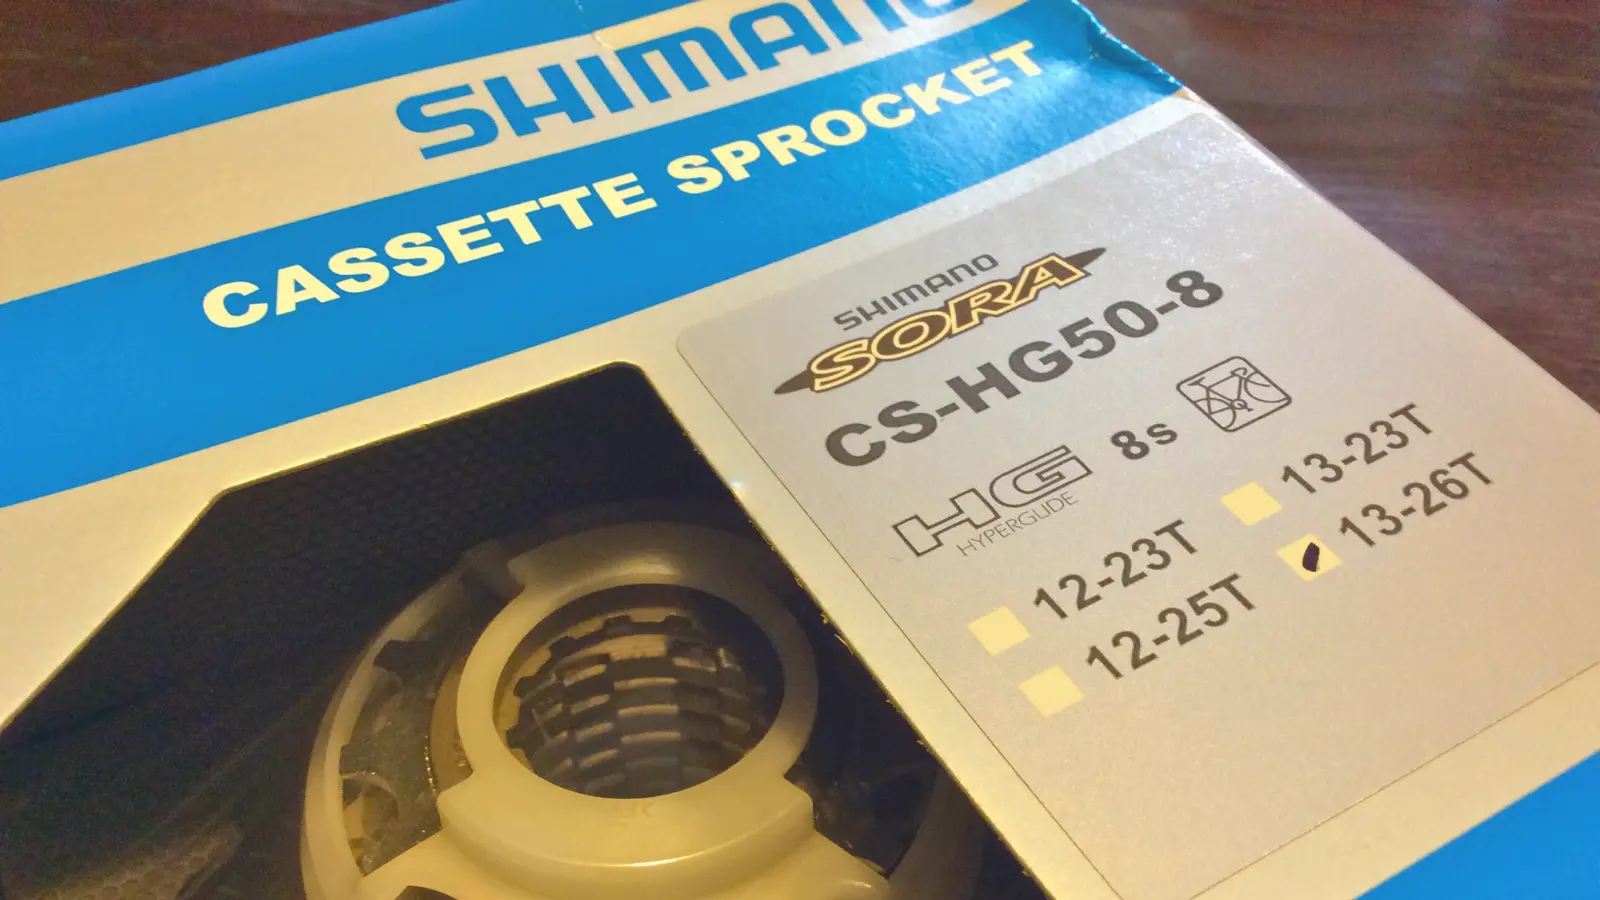 SHIMANO
CASSETTE SPROCKET
SHIMANO
SORA
CS-HG50-8
HG 8s
HYPERGLIDE
12-23T 13-23T
12-25T 13-26T